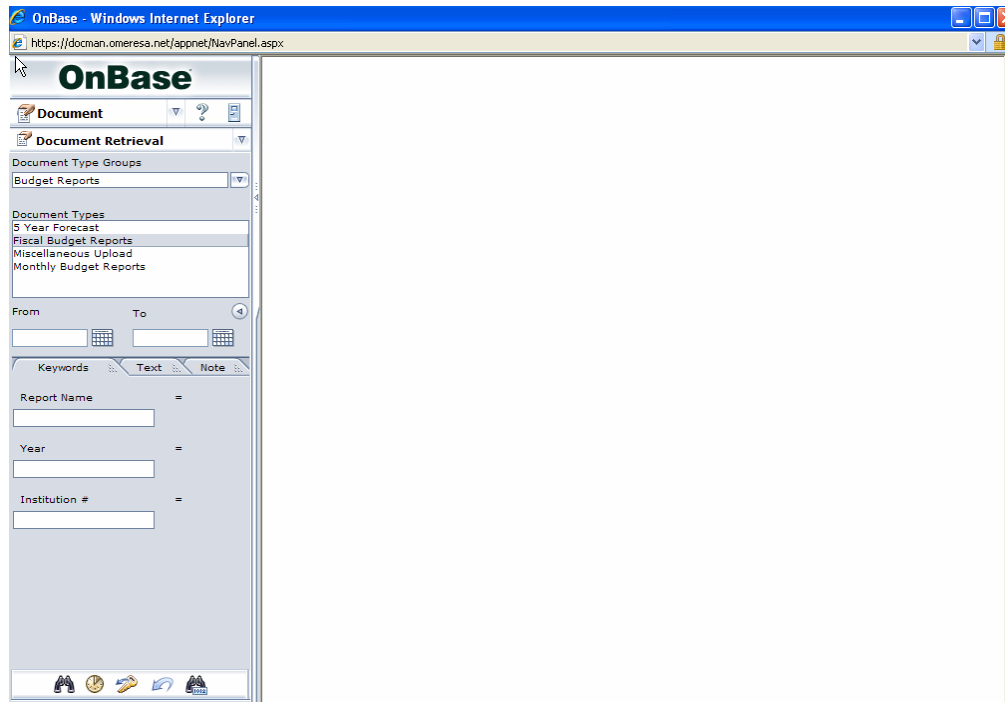 OnBase - Windows Internet Explorer
https://docman.omeresa.net/appnet/NavPanel.aspx
OnBase
Document
Document Retrieval
Document Type Groups
Budget Reports
Document Types
5 Year Forecast
Fiscal Budget Reports
Miscellaneous Upload
Monthly Budget Reports
From To
Keywords Text Note
Report Name =
Year =
Institution # =